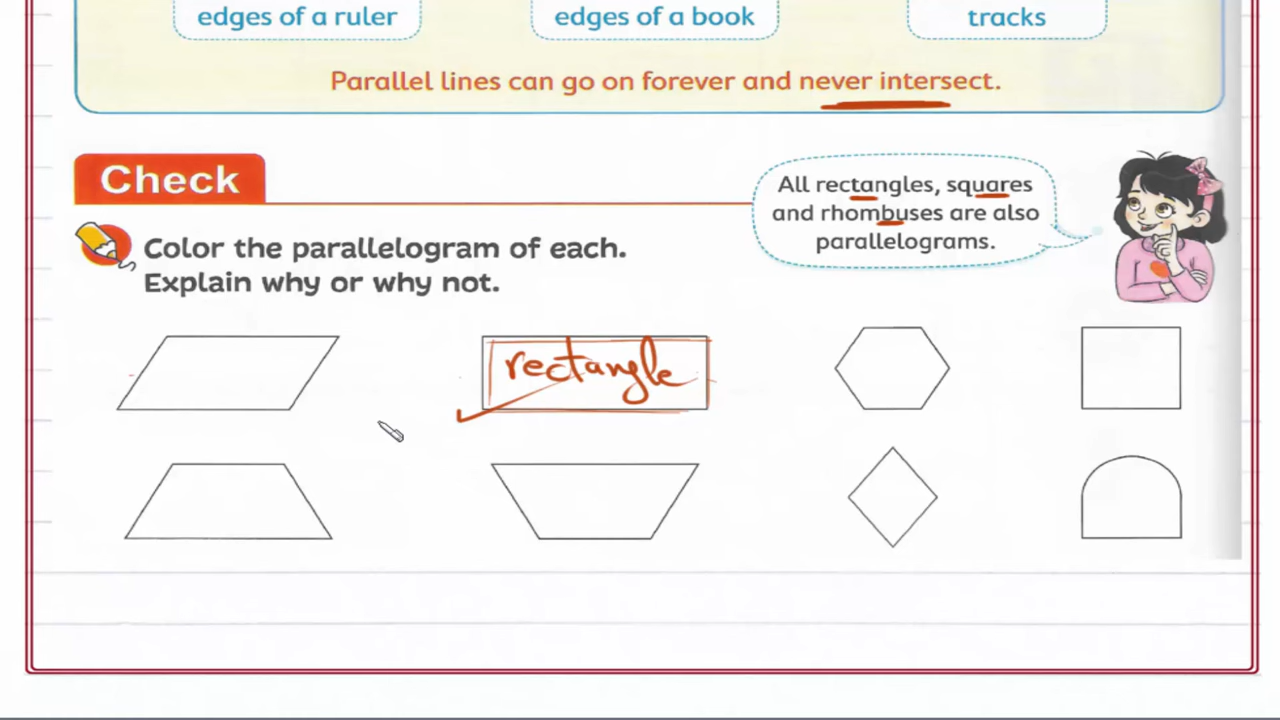 edges of a ruler
edges of a book
tracks
Parallel lines can go on forever and never intersect.
Check
All rectangles, squares
and rhombuses are also
parallelograms.
Color the parallelogram of each.
Explain why or why not.
rectangle